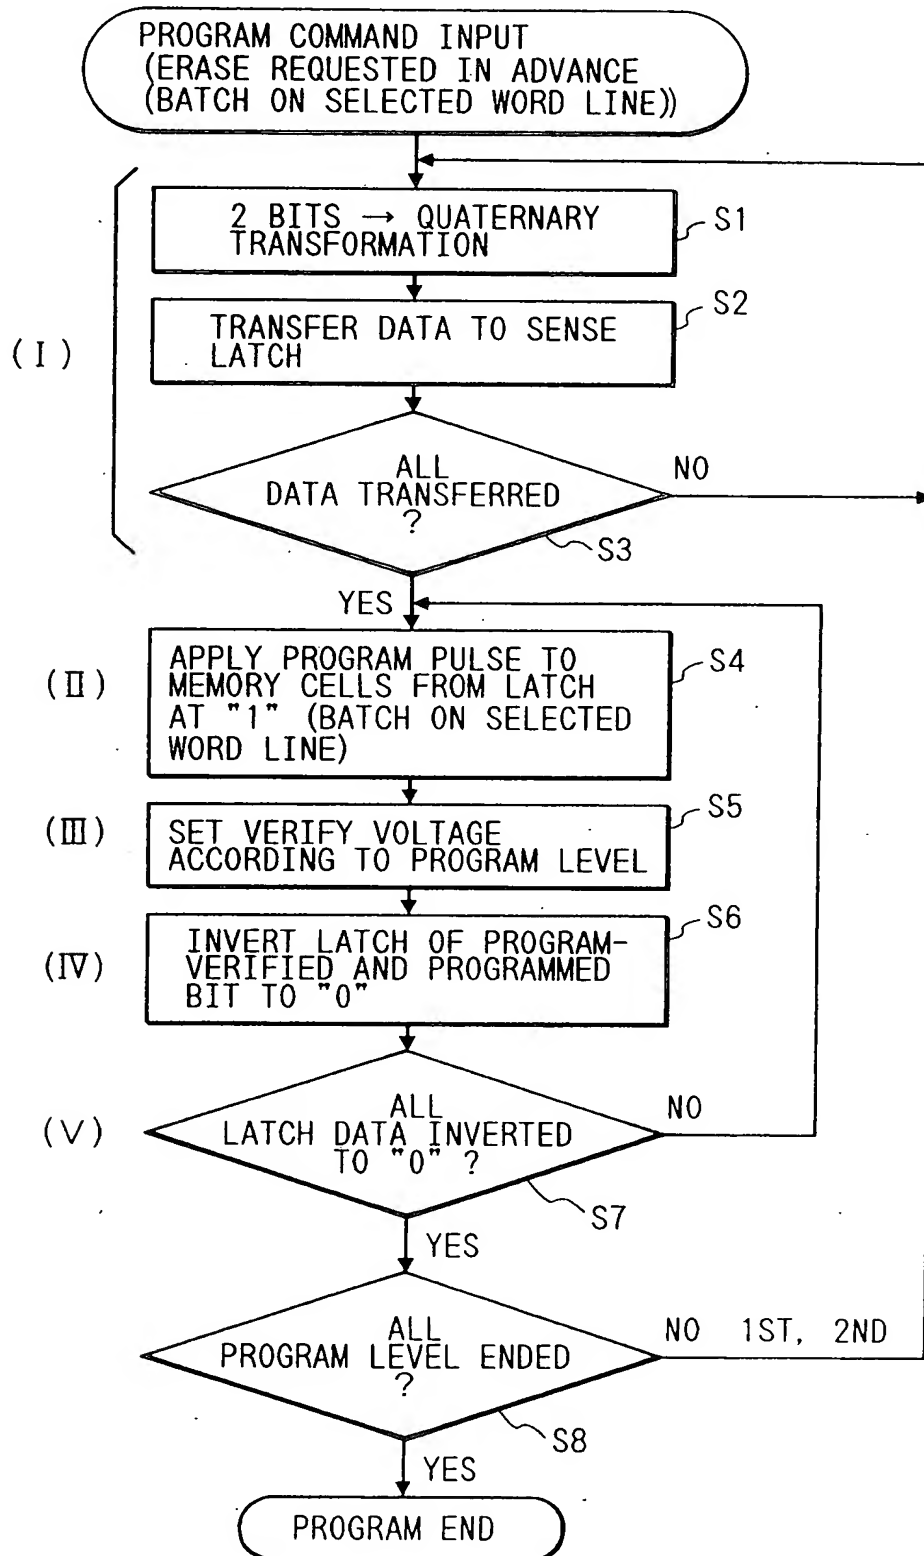 PROGRAM COMMAND INPUT
(ERASE REQUESTED IN ADVANCE
(BATCH ON SELECTED WORD LINE))
2 BITS → QUATERNARY
TRANSFORMATION
S1
TRANSFER DATA TO SENSE
LATCH
S2
(I)
ALL
DATA TRANSFERRED
?
NO
S3
YES
(II)
APPLY PROGRAM PULSE TO
MEMORY CELLS FROM LATCH
AT "1" (BATCH ON SELECTED
WORD LINE)
S4
(III)
SET VERIFY VOLTAGE
ACCORDING TO PROGRAM LEVEL
S5
(IV)
INVERT LATCH OF PROGRAM-
VERIFIED AND PROGRAMMED
BIT TO "0"
S6
(V)
ALL
LATCH DATA INVERTED
TO "0" ?
NO
S7
YES
ALL
PROGRAM LEVEL ENDED
?
NO 1ST, 2ND
S8
YES
PROGRAM END